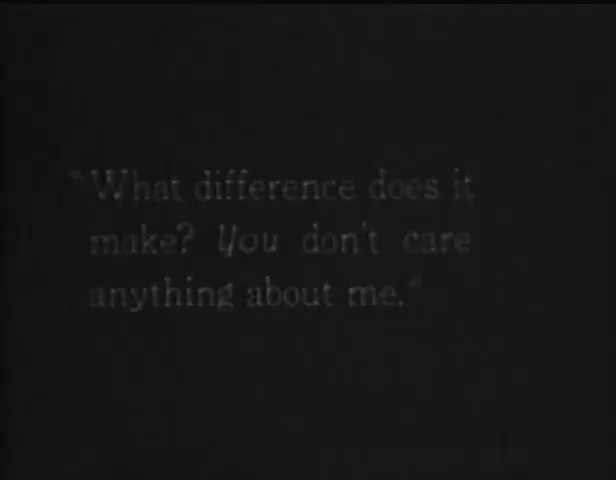 "What difference does it
make? You don't care
anything about me."